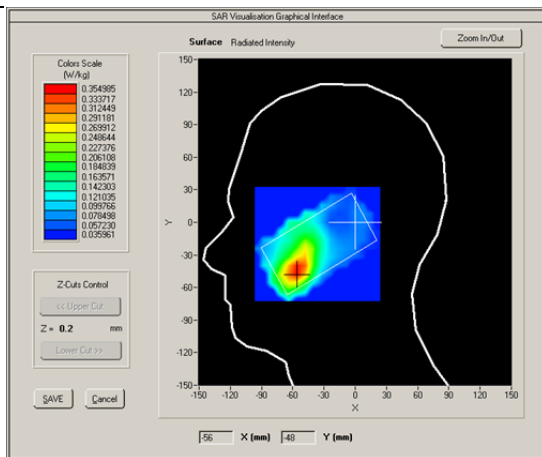 SAR Visualisation Graphical Interface
Surface Radiated Intensity
Zoom In/Out
Colors Scale
(W/kg)
0.354985
0.333717
0.312449
0.291181
0.269912
0.248644
0.227376
0.206108
0.184839
0.163571
0.142303
0.121035
0.099766
0.078498
0.057230
0.035961
Z-Cuts Control
<< Upper Cut
Z = 0.2 mm
Lower Cut >>
SAVE Cancel
150
120
90
60
30
0
-30
-60
-90
-120
-150
Y
-150 -120 -90 -60 -30 0 30 60 90 120 150
X
-56 X (mm) -48 Y (mm)